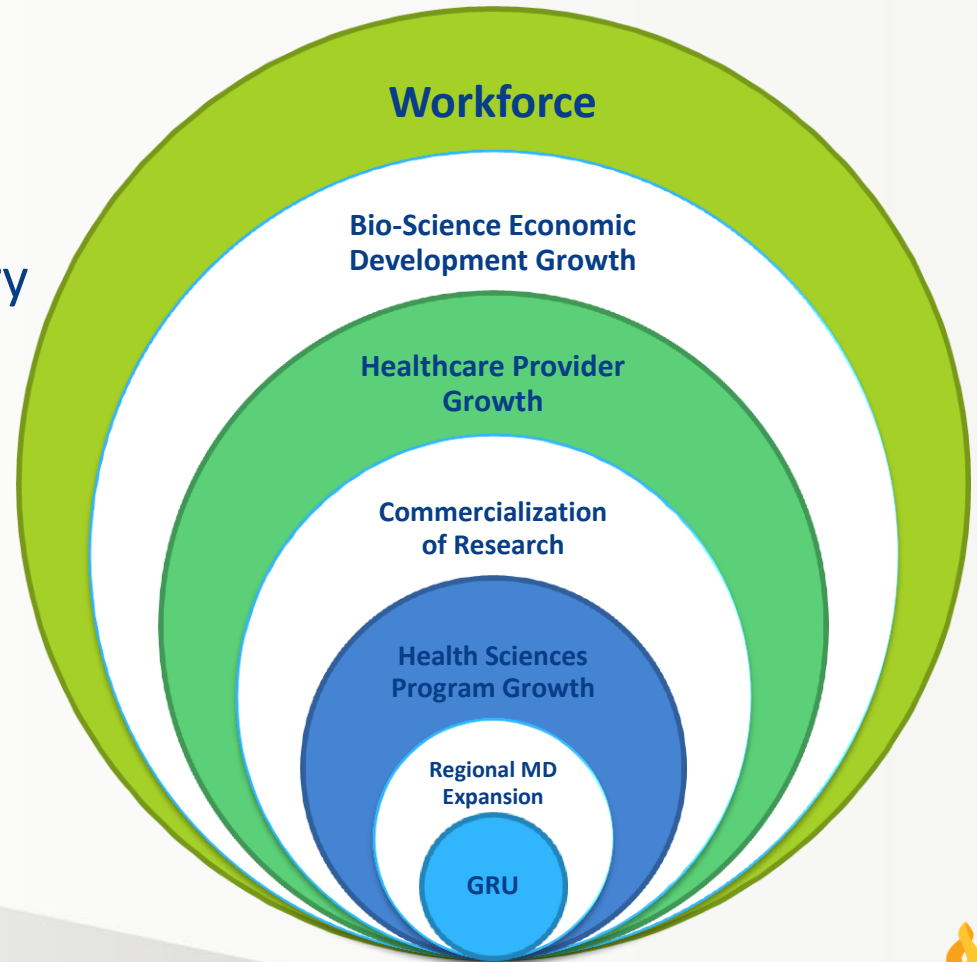 Workforce
Bio-Science Economic
Development Growth
Healthcare Provider
Growth
Commercialization
of Research
Health Sciences
Program Growth
Regional MD
Expansion
GRU